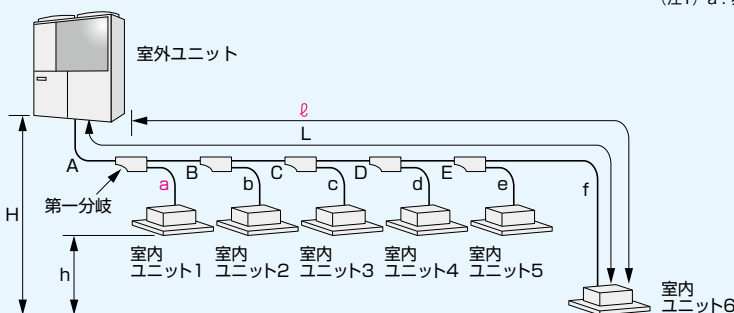 (注1) a:
室外ユニット
ℓ
L
A
a
B
b
C
c
D
d
E
e
f
第一分岐
H
h
室内
ユニット1
室内
ユニット2
室内
ユニット3
室内
ユニット4
室内
ユニット5
室内
ユニット6